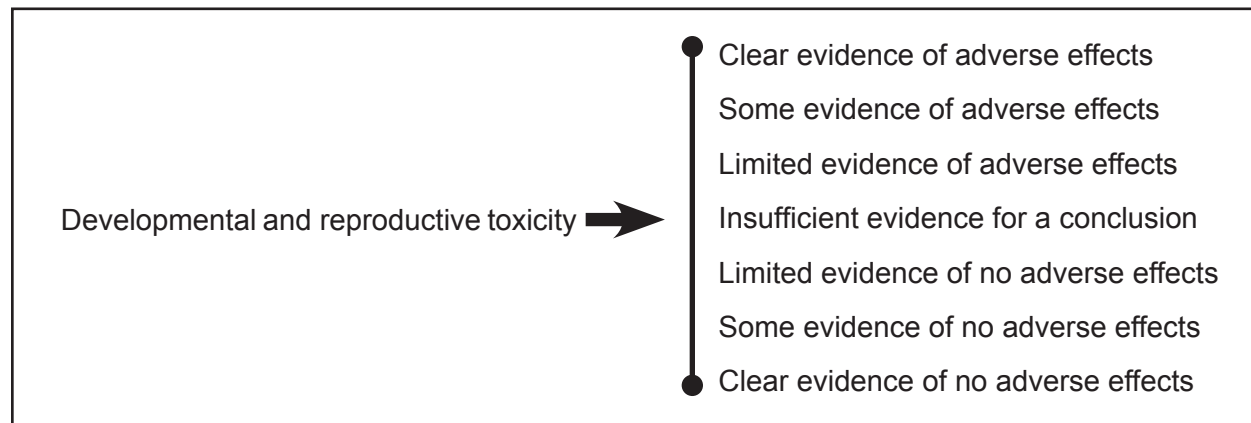 Clear evidence of adverse effects
Some evidence of adverse effects
Limited evidence of adverse effects
Developmental and reproductive toxicity
Insufficient evidence for a conclusion
Limited evidence of no adverse effects
Some evidence of no adverse effects
Clear evidence of no adverse effects